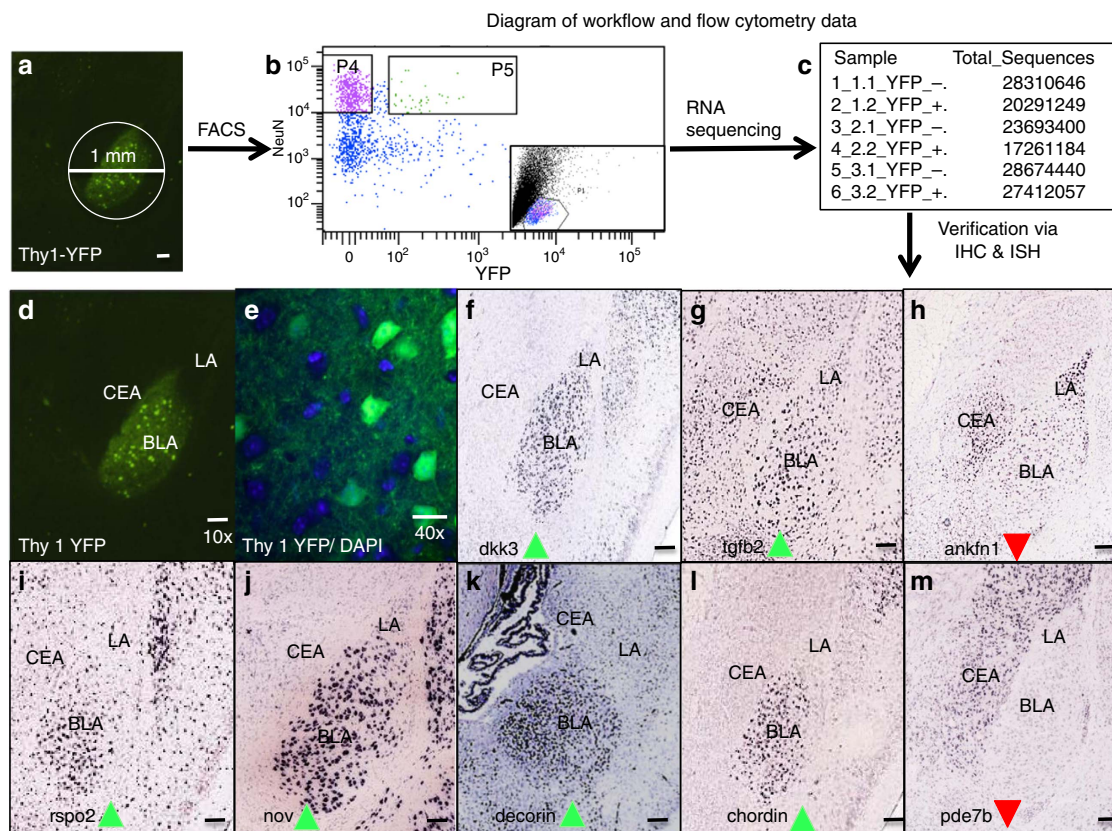 Diagram of workflow and flow cytometry data
a
1 mm
Thy1-YFP
FACS
b
P4
P5
NeuN
10^5
10^4
10^3
10^2
P1
0
10^2
10^3
10^4
10^5
YFP
RNA
sequencing
c
Sample Total_Sequences
1_1.1_YFP_–. 28310646
2_1.2_YFP_+. 20291249
3_2.1_YFP_–. 23693400
4_2.2_YFP_+. 17261184
5_3.1_YFP_–. 28674440
6_3.2_YFP_+. 27412057
Verification via
IHC & ISH
d
LA
CEA
BLA
10x
Thy 1 YFP
e
40x
Thy 1 YFP/ DAPI
f
LA
CEA
BLA
dkk3
g
LA
CEA
BLA
tgfb2
h
LA
CEA
BLA
ankfn1
i
LA
CEA
BLA
rspo2
j
LA
CEA
BLA
nov
k
CEA
LA
BLA
decorin
l
LA
CEA
BLA
chordin
m
LA
CEA
BLA
pde7b